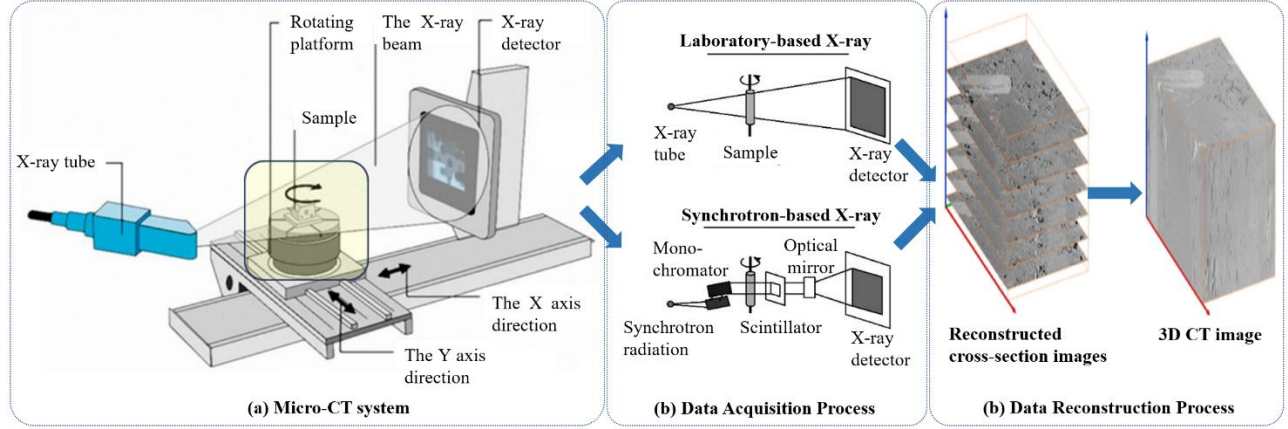 Rotating
platform
The X-ray
beam
X-ray
detector
Sample
X-ray tube
The X axis
direction
The Y axis
direction
(a) Micro-CT system
Laboratory-based X-ray
X-ray
tube
Sample
X-ray
detector
Synchrotron-based X-ray
Mono-
chromator
Optical
mirror
Synchrotron
radiation
Scintillator
X-ray
detector
(b) Data Acquisition Process
Reconstructed
cross-section images
3D CT image
(b) Data Reconstruction Process